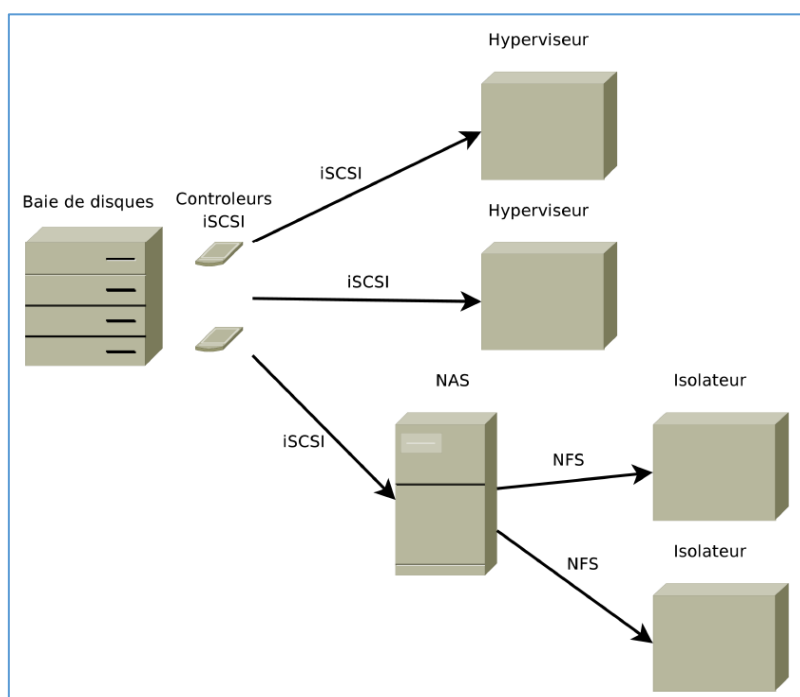 Hyperviseur
iSCSI
Baie de disques
Controleurs
iSCSI
Hyperviseur
iSCSI
NAS
Isolateur
iSCSI
NFS
Isolateur
NFS